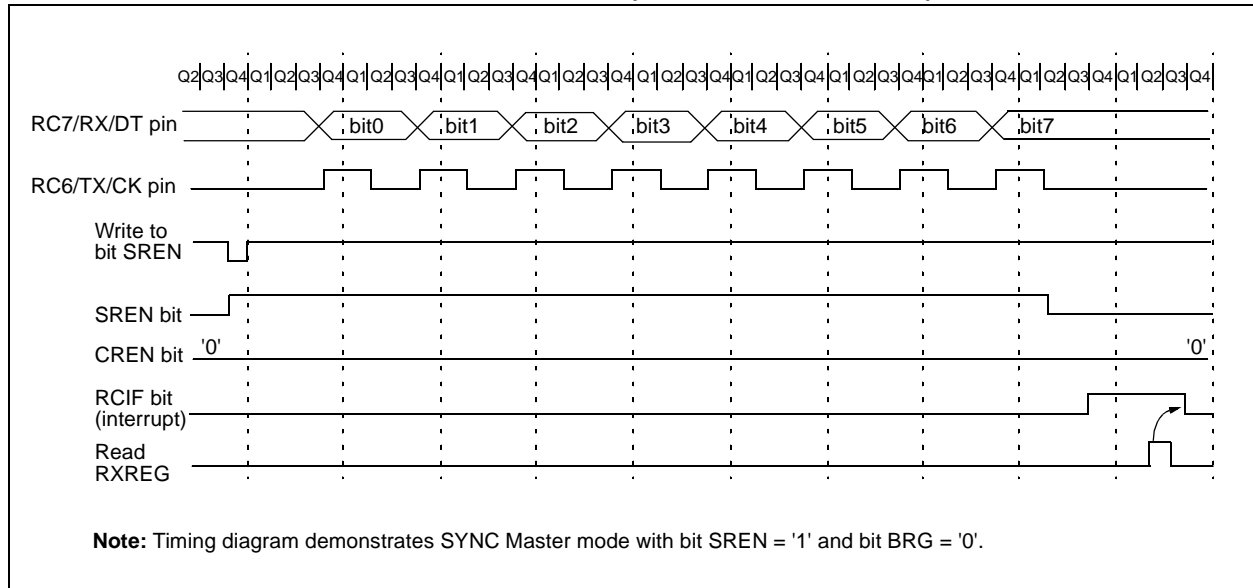 Q2 Q3 Q4 Q1 Q2 Q3 Q4 Q1 Q2 Q3 Q4 Q1 Q2 Q3 Q4 Q1 Q2 Q3 Q4 Q1 Q2 Q3 Q4 Q1 Q2 Q3 Q4 Q1 Q2 Q3 Q4 Q1 Q2 Q3 Q4 Q1 Q2 Q3 Q4 Q1 Q2 Q3 Q4
RC7/RX/DT pin bit0 bit1 bit2 bit3 bit4 bit5 bit6 bit7
RC6/TX/CK pin
Write to
bit SREN
SREN bit
CREN bit '0' '0'
RCIF bit
(interrupt)
Read
RXREG
Note: Timing diagram demonstrates SYNC Master mode with bit SREN = '1' and bit BRG = '0'.